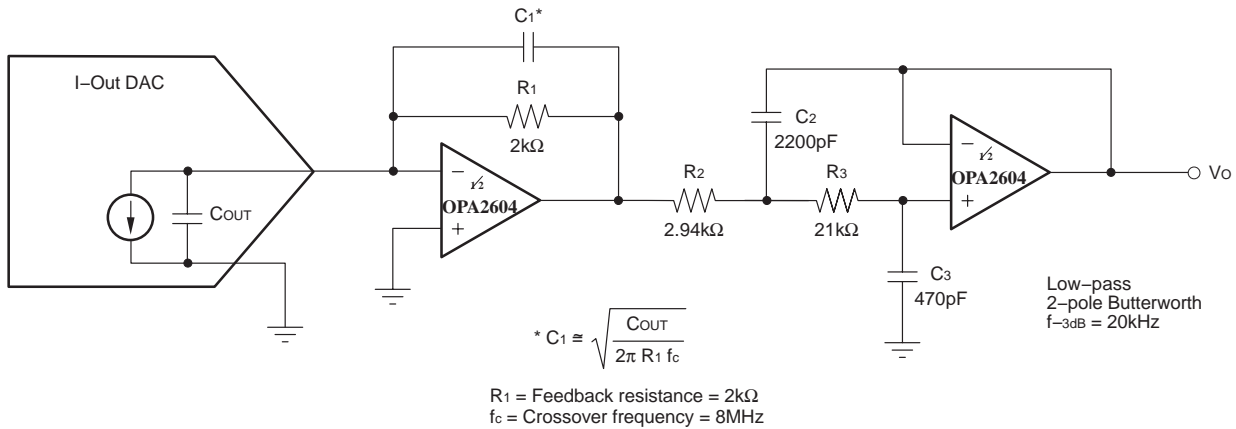 C1*
I–Out DAC
R1
2kΩ
C2
2200pF
–
1/2
OPA2604
+
–
1/2
OPA2604
+
VO
COUT
R2
2.94kΩ
R3
21kΩ
C3
470pF
Low–pass
2-pole Butterworth
f–3dB = 20kHz
* C1 ≅ √ COUT / 2π R1 fc
R1 = Feedback resistance = 2kΩ
fc = Crossover frequency = 8MHz